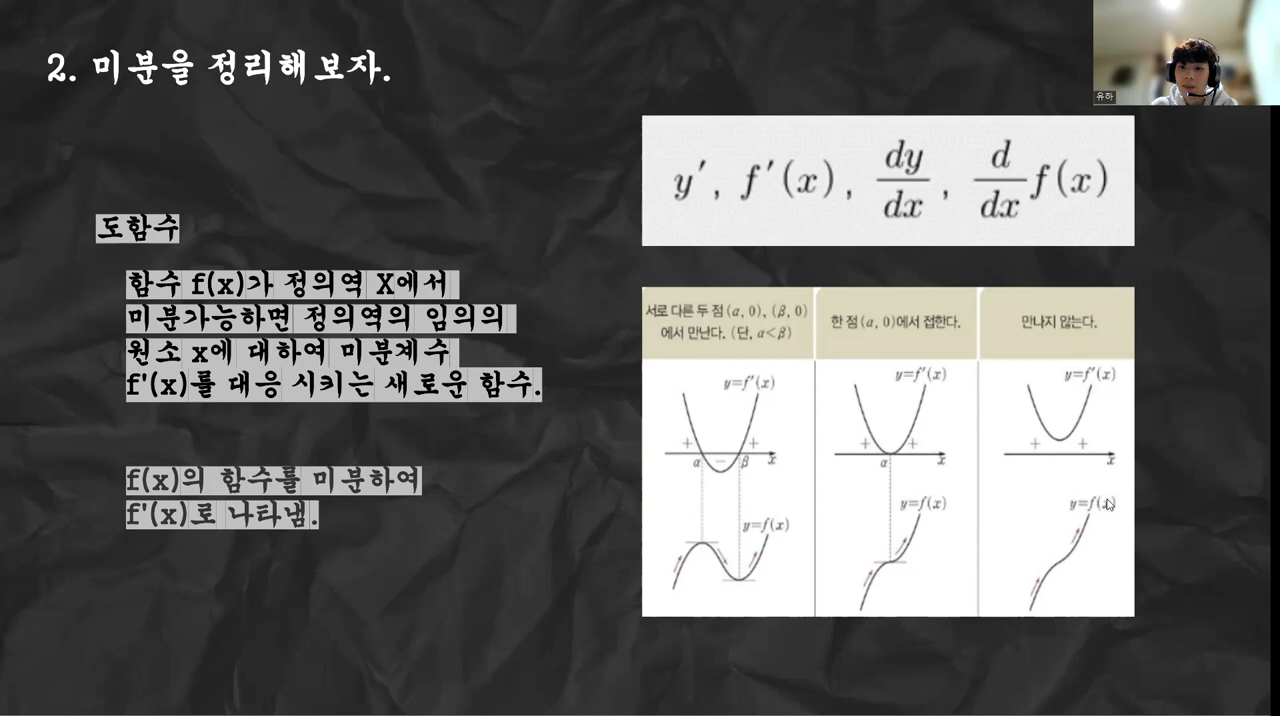 2. 미분을 정리해보자.
유하
y′, f′(x), dy/dx, d/dx f(x)
도함수
함수 f(x)가 정의역 X에서
미분가능하면 정의역의 임의의
원소 x에 대하여 미분계수
f'(x)를 대응 시키는 새로운 함수.
f(x)의 함수를 미분하여
f'(x)로 나타냄.
서로 다른 두 점(α, 0), (β, 0)
에서 만난다. (단, α<β)
y=f′(x)
+ − +
α β x
y=f(x)
한 점(α, 0)에서 접한다.
y=f′(x)
+ +
α x
y=f(x)
만나지 않는다.
y=f′(x)
+ +
x
y=f(x)